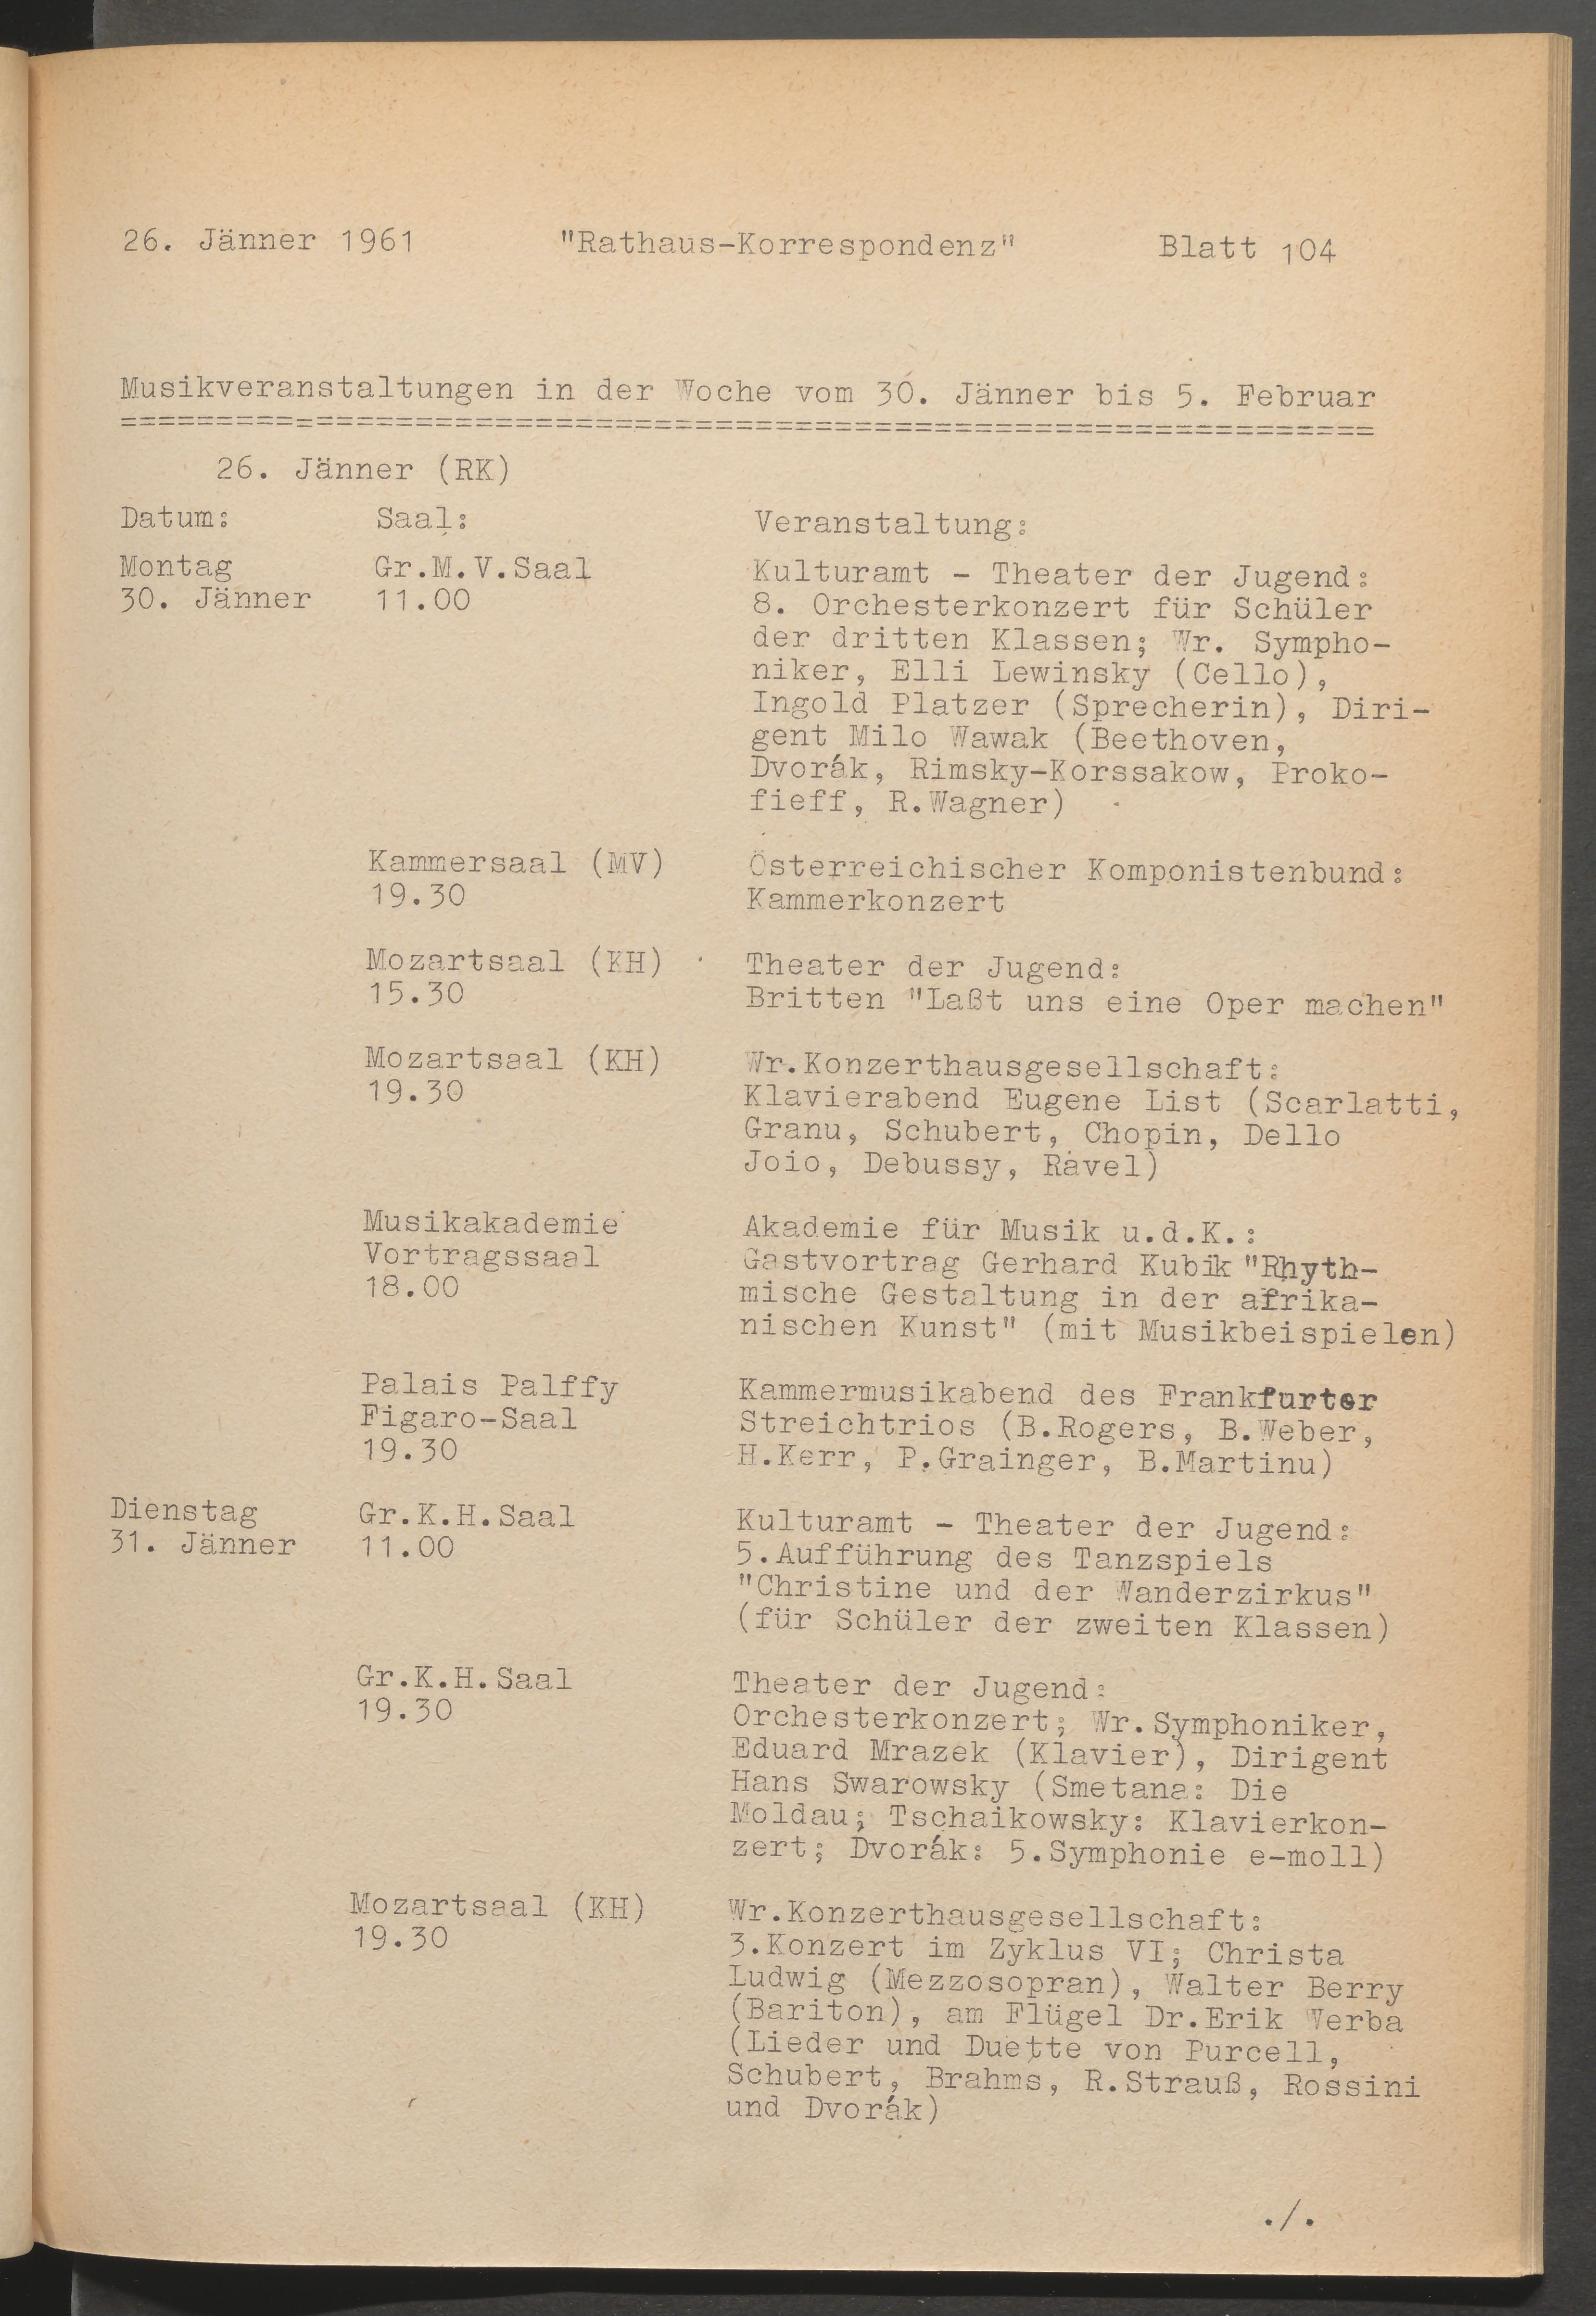 26. Jänner 1961 "Rathaus-Korrespondenz" Blatt 104
Musikveranstaltungen in der Woche vom 30. Jänner bis 5. Februar
===============================================================
26. Jänner (RK)
Datum: Saal: Veranstaltung:
Montag Gr.M.V.Saal Kulturamt - Theater der Jugend:
30. Jänner 11.00 8. Orchesterkonzert für Schüler
der dritten Klassen; Wr. Sympho-
niker, Elli Lewinsky (Cello),
Ingold Platzer (Sprecherin), Diri-
gent Milo Wawak (Beethoven,
Dvorák, Rimsky-Korssakow, Proko-
fieff, R.Wagner)
Kammersaal (MV) Österreichischer Komponistenbund:
19.30 Kammerkonzert
Mozartsaal (KH) Theater der Jugend:
15.30 Britten "Laßt uns eine Oper machen"
Mozartsaal (KH) Wr.Konzerthausgesellschaft:
19.30 Klavierabend Eugene List (Scarlatti,
Granu, Schubert, Chopin, Dello
Joio, Debussy, Ravel)
Musikakademie Akademie für Musik u.d.K.:
Vortragssaal Gastvortrag Gerhard Kubik "Rhyth-
18.00 mische Gestaltung in der afrika-
nischen Kunst" (mit Musikbeispielen)
Palais Palffy Kammermusikabend des Frankfurter
Figaro-Saal Streichtrios (B.Rogers, B.Weber,
19.30 H.Kerr, P.Grainger, B.Martinu)
Dienstag Gr.K.H.Saal Kulturamt - Theater der Jugend:
31. Jänner 11.00 5.Aufführung des Tanzspiels
"Christine und der Wanderzirkus"
(für Schüler der zweiten Klassen)
Gr.K.H.Saal Theater der Jugend:
19.30 Orchesterkonzert; Wr.Symphoniker,
Eduard Mrazek (Klavier), Dirigent
Hans Swarowsky (Smetana: Die
Moldau; Tschaikowsky: Klavierkon-
zert; Dvorák: 5.Symphonie e-moll)
Mozartsaal (KH) Wr.Konzerthausgesellschaft:
19.30 3.Konzert im Zyklus VI; Christa
Ludwig (Mezzosopran), Walter Berry
(Bariton), am Flügel Dr.Erik Werba
(Lieder und Duette von Purcell,
Schubert, Brahms, R.Strauß, Rossini
und Dvorák)
./.